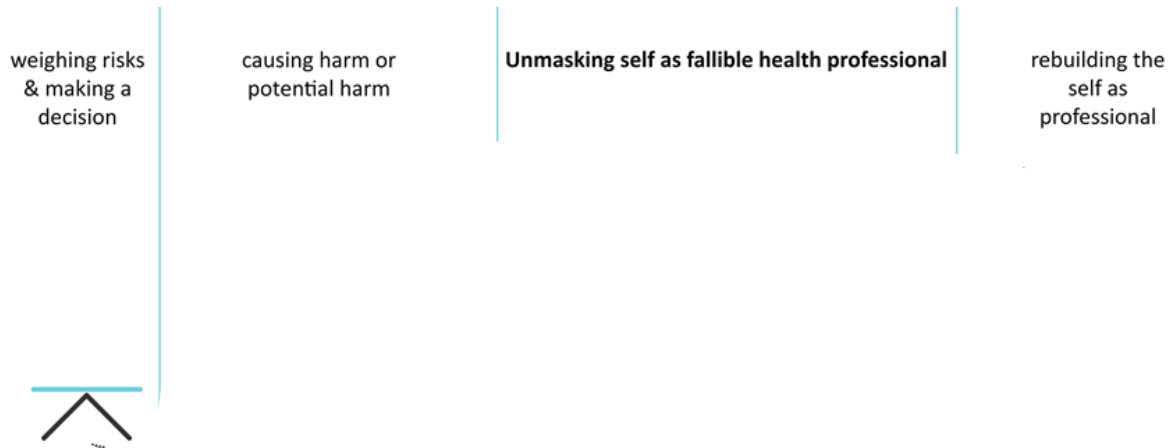 weighing risks
& making a
decision
causing harm or
potential harm
Unmasking self as fallible health professional
rebuilding the
self as
professional